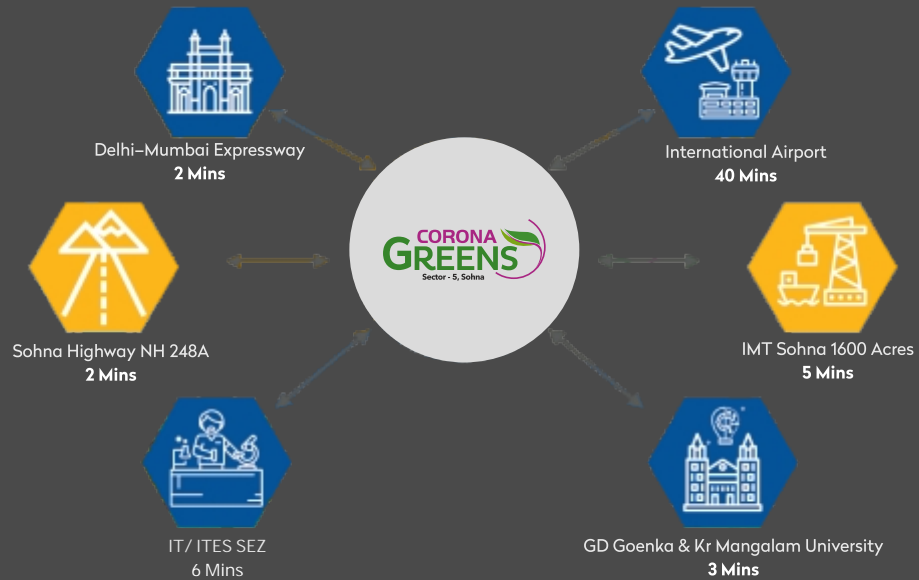 Delhi–Mumbai Expressway
2 Mins
International Airport
40 Mins
CORONA
GREENS
Sector - 5, Sohna
Sohna Highway NH 248A
2 Mins
IMT Sohna 1600 Acres
5 Mins
IT/ ITES SEZ
6 Mins
GD Goenka & Kr Mangalam University
3 Mins